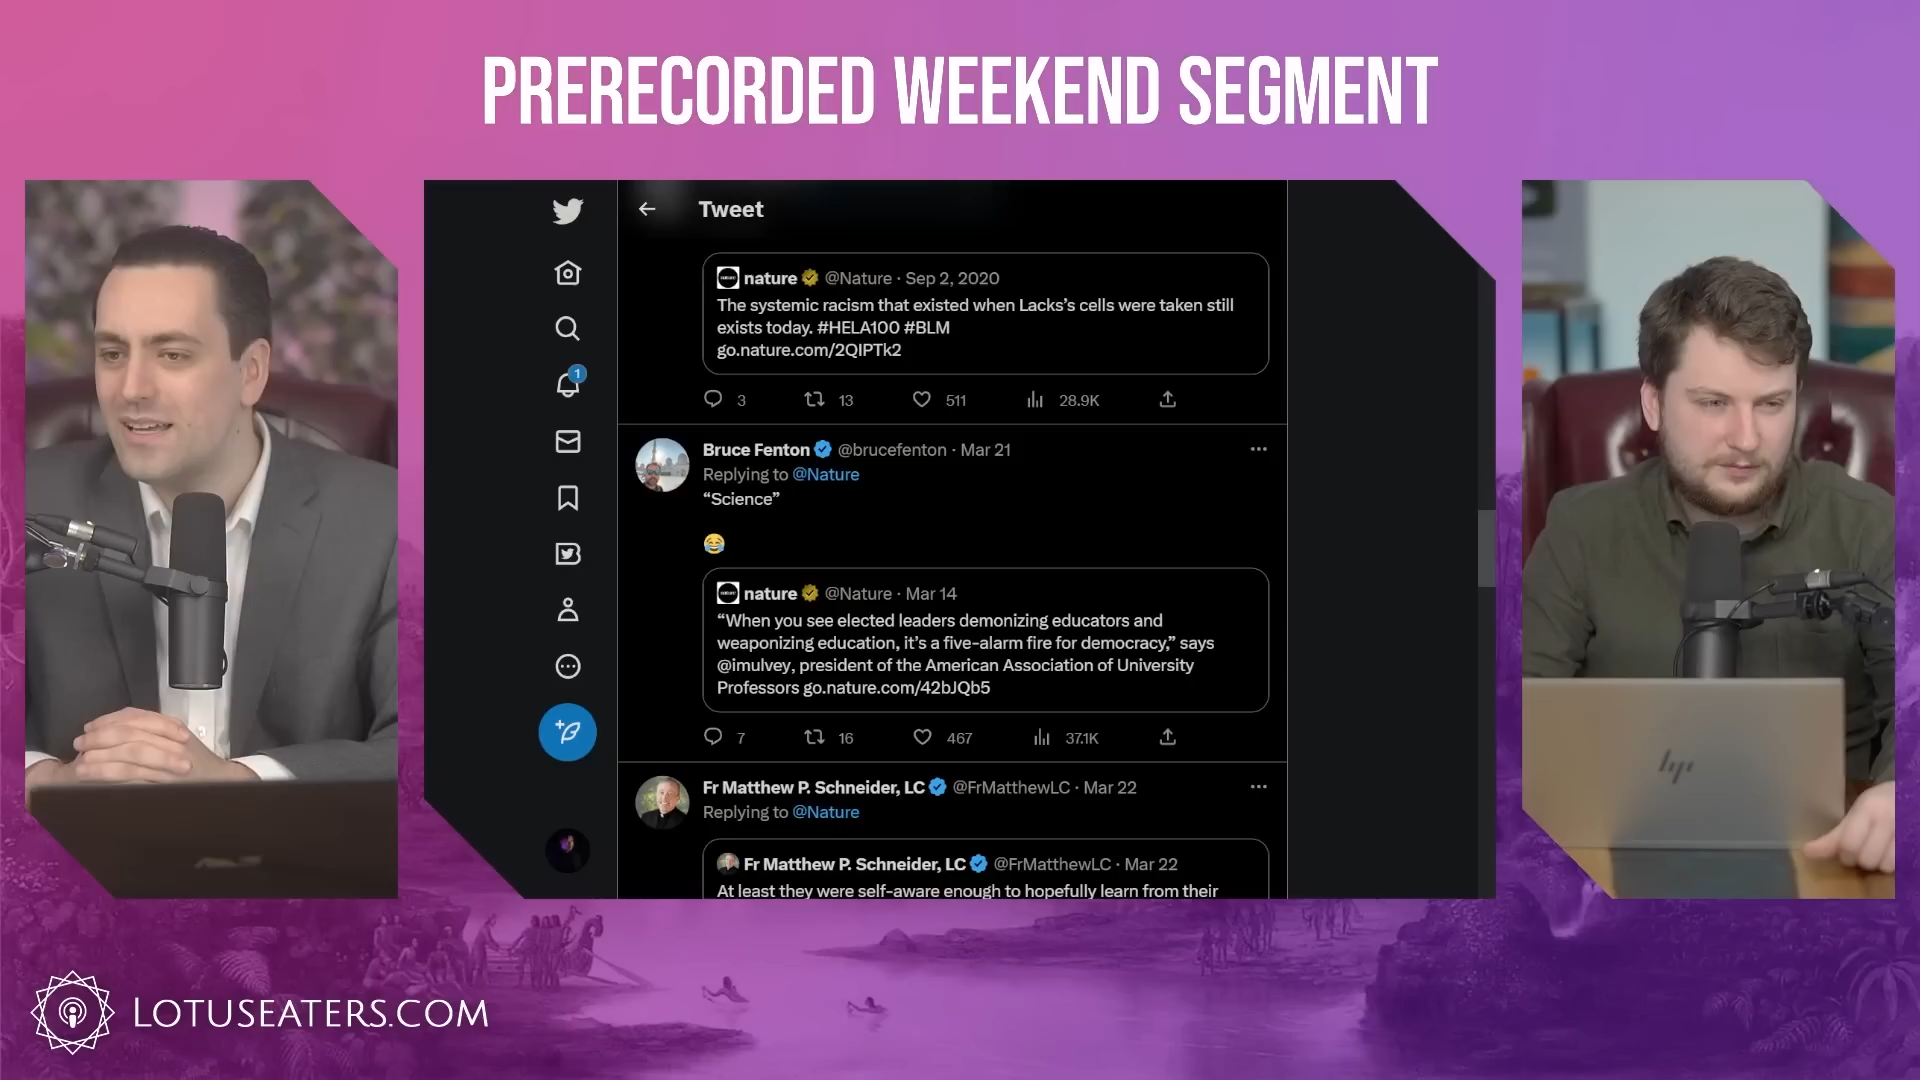 PRERECORDED WEEKEND SEGMENT
Tweet
nature @Nature · Sep 2, 2020
The systemic racism that existed when Lacks's cells were taken still
exists today. #HELA100 #BLM
go.nature.com/2QIPTk2
3 13 511 28.9K
1
Bruce Fenton @brucefenton · Mar 21
Replying to @Nature
“Science”
nature @Nature · Mar 14
“When you see elected leaders demonizing educators and
weaponizing education, it's a five-alarm fire for democracy,” says
@imulvey, president of the American Association of University
Professors go.nature.com/42bJQb5
7 16 467 37.1K
Fr Matthew P. Schneider, LC @FrMatthewLC · Mar 22
Replying to @Nature
Fr Matthew P. Schneider, LC @FrMatthewLC · Mar 22
At least they were self-aware enough to hopefully learn from their
hp
LOTUSEATERS.COM